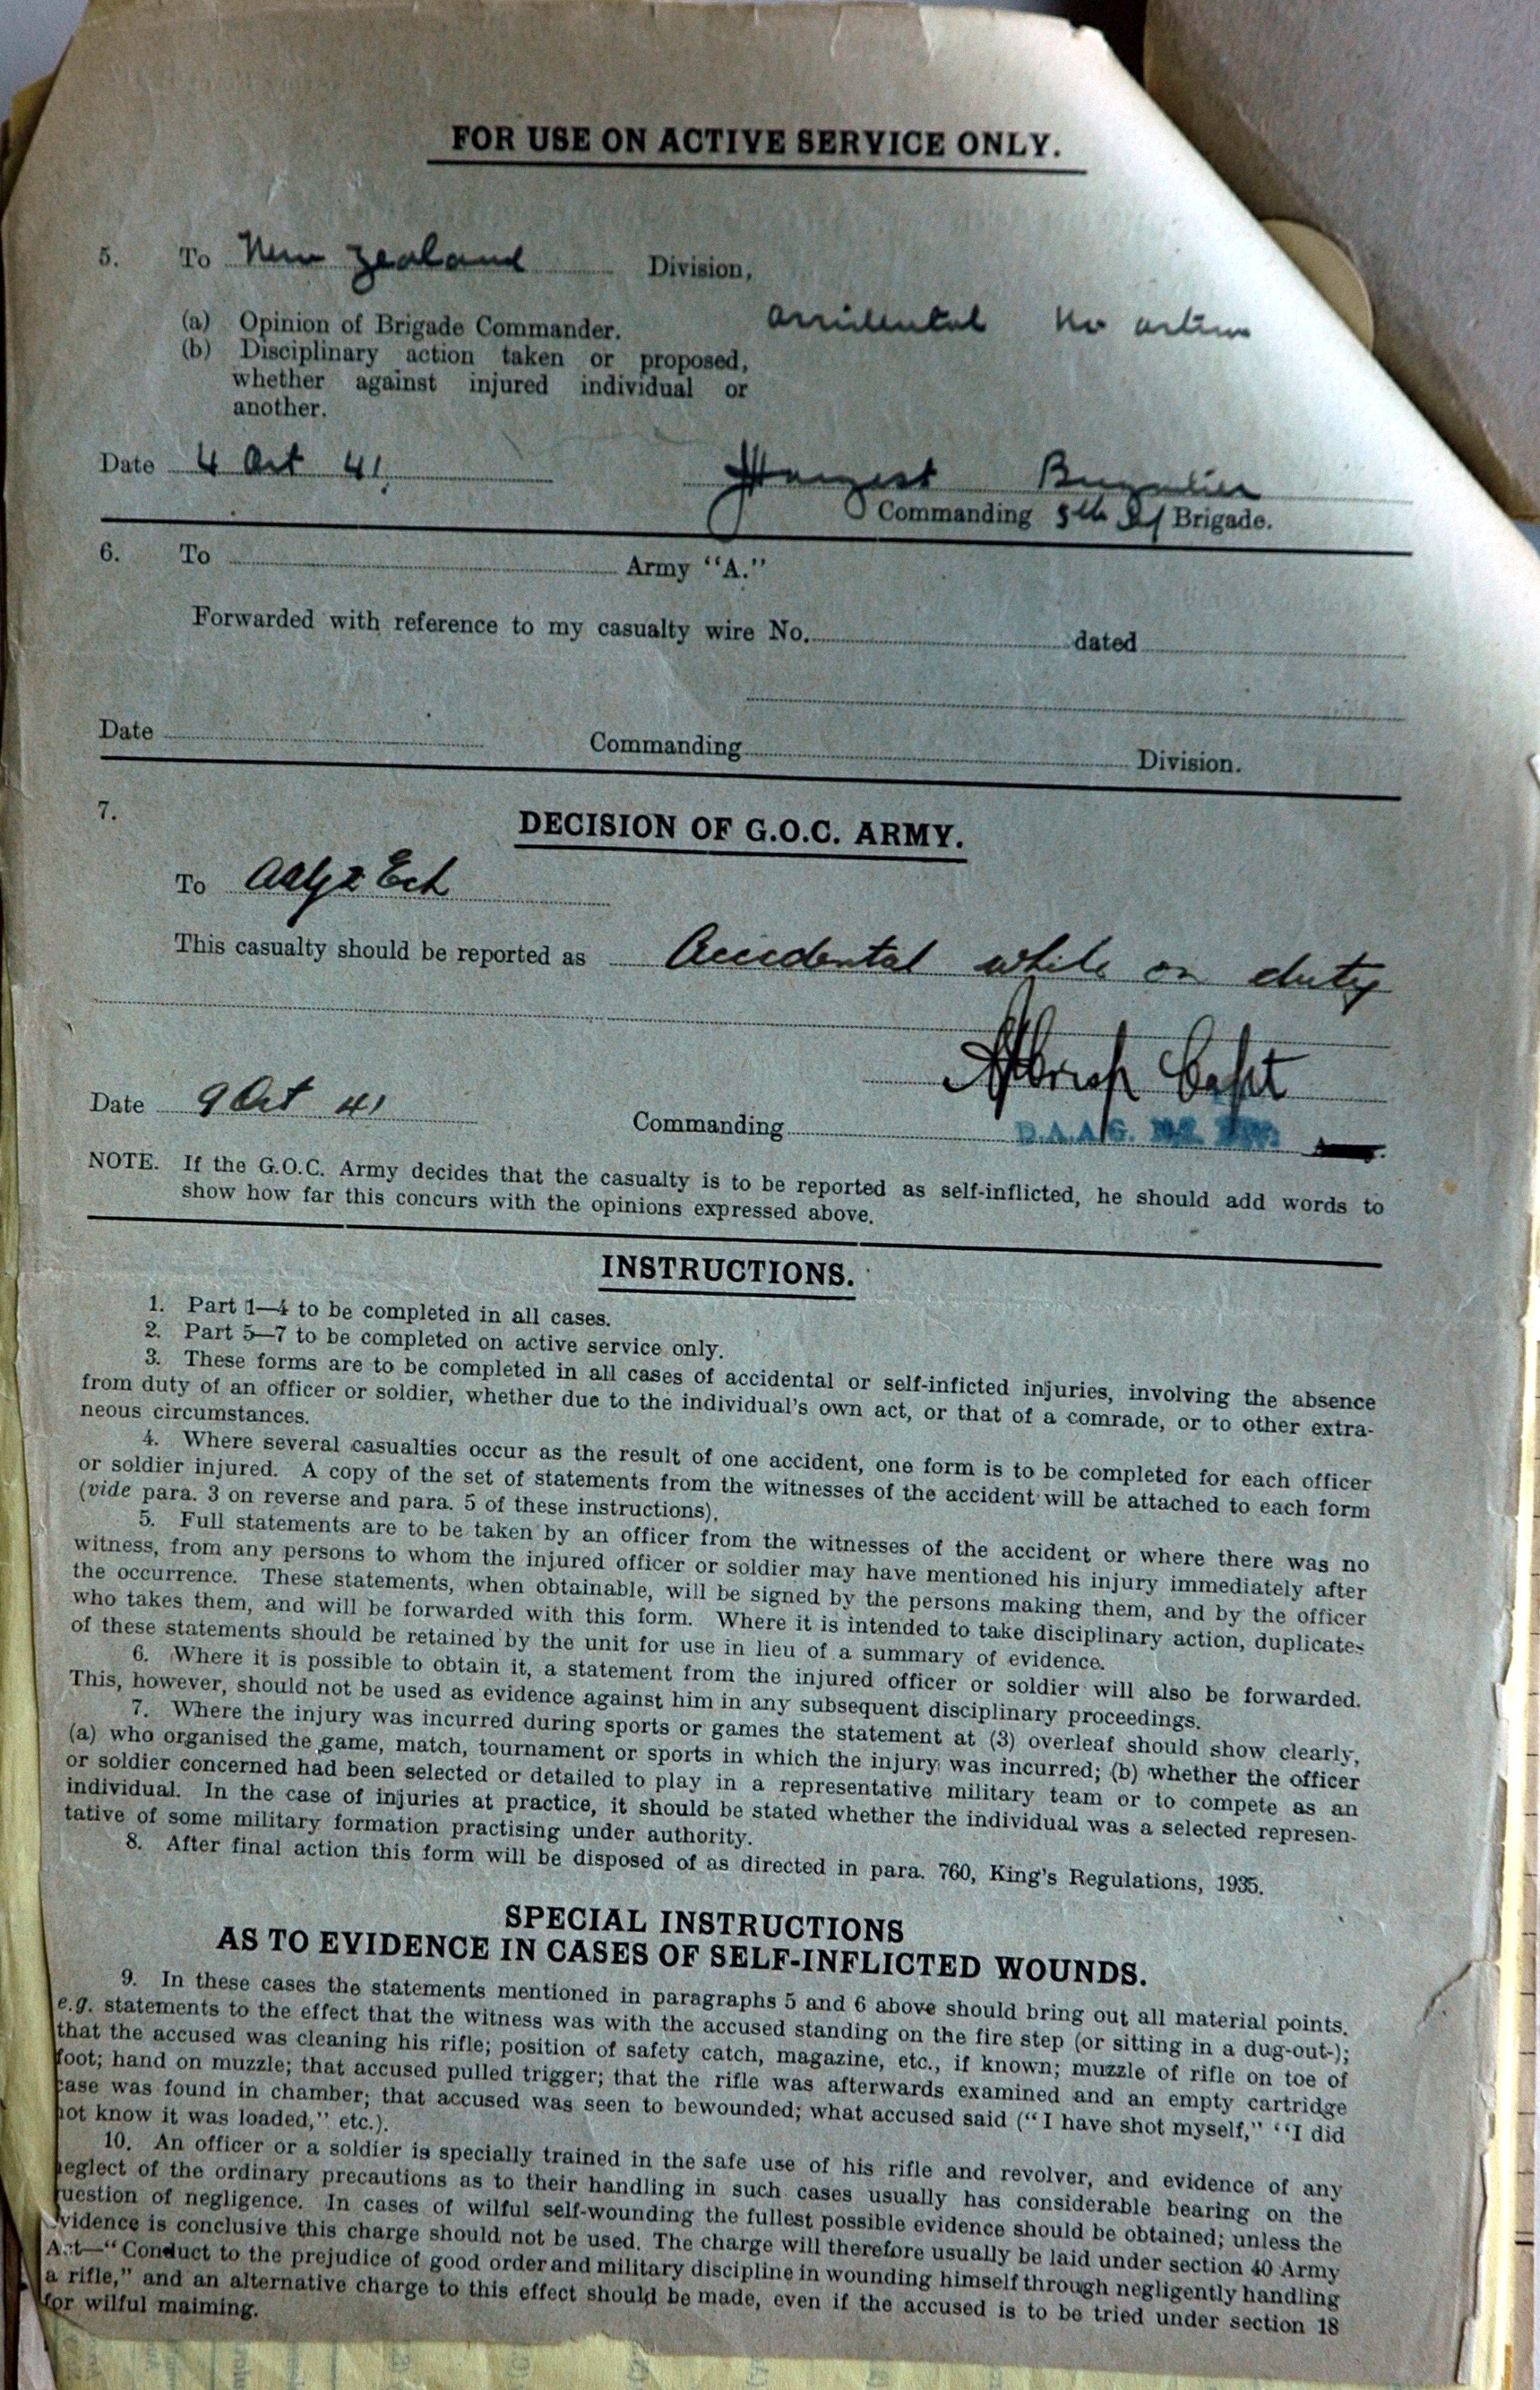 FOR USE ON ACTIVE SERVICE ONLY.
5. To New Zealand Division,
(a) Opinion of Brigade Commander. Accidental No action
(b) Disciplinary action taken or proposed,
whether against injured individual or
another.
Date 4 Oct 41
Hargest Brigadier
Commanding 5th Inf Brigade.
6. To Army "A."
Forwarded with reference to my casualty wire No. dated
Date Commanding Division.
7.
DECISION OF G.O.C. ARMY.
To 2 Ech
This casualty should be reported as Accidental while on duty
Capt
Date 9 Oct 41
Commanding D.A.A.G. N.Z. DIV.
NOTE. If the G.O.C. Army decides that the casualty is to be reported as self-inflicted, he should add words to
show how far this concurs with the opinions expressed above.
INSTRUCTIONS.
1. Part 1—4 to be completed in all cases.
2. Part 5—7 to be completed on active service only.
3. These forms are to be completed in all cases of accidental or self-inficted injuries, involving the absence
from duty of an officer or soldier, whether due to the individual's own act, or that of a comrade, or to other extra-
neous circumstances.
4. Where several casualties occur as the result of one accident, one form is to be completed for each officer
or soldier injured. A copy of the set of statements from the witnesses of the accident will be attached to each form
(vide para. 3 on reverse and para. 5 of these instructions).
5. Full statements are to be taken by an officer from the witnesses of the accident or where there was no
witness, from any persons to whom the injured officer or soldier may have mentioned his injury immediately after
the occurrence. These statements, when obtainable, will be signed by the persons making them, and by the officer
who takes them, and will be forwarded with this form. Where it is intended to take disciplinary action, duplicates
of these statements should be retained by the unit for use in lieu of a summary of evidence.
6. Where it is possible to obtain it, a statement from the injured officer or soldier will also be forwarded.
This, however, should not be used as evidence against him in any subsequent disciplinary proceedings.
7. Where the injury was incurred during sports or games the statement at (3) overleaf should show clearly,
(a) who organised the game, match, tournament or sports in which the injury was incurred; (b) whether the officer
or soldier concerned had been selected or detailed to play in a representative military team or to compete as an
individual. In the case of injuries at practice, it should be stated whether the individual was a selected represen-
tative of some military formation practising under authority.
8. After final action this form will be disposed of as directed in para. 760, King's Regulations, 1935.
SPECIAL INSTRUCTIONS
AS TO EVIDENCE IN CASES OF SELF-INFLICTED WOUNDS.
9. In these cases the statements mentioned in paragraphs 5 and 6 above should bring out all material points.
e.g. statements to the effect that the witness was with the accused standing on the fire step (or sitting in a dug-out-);
that the accused was cleaning his rifle; position of safety catch, magazine, etc., if known; muzzle of rifle on toe of
foot; hand on muzzle; that accused pulled trigger; that the rifle was afterwards examined and an empty cartridge
case was found in chamber; that accused was seen to bewounded; what accused said ("I have shot myself," "I did
not know it was loaded," etc.).
10. An officer or a soldier is specially trained in the safe use of his rifle and revolver, and evidence of any
neglect of the ordinary precautions as to their handling in such cases usually has considerable bearing on the
question of negligence. In cases of wilful self-wounding the fullest possible evidence should be obtained; unless the
evidence is conclusive this charge should not be used. The charge will therefore usually be laid under section 40 Army
Act—"Conduct to the prejudice of good order and military discipline in wounding himself through negligently handling
a rifle," and an alternative charge to this effect should be made, even if the accused is to be tried under section 18
for wilful maiming.